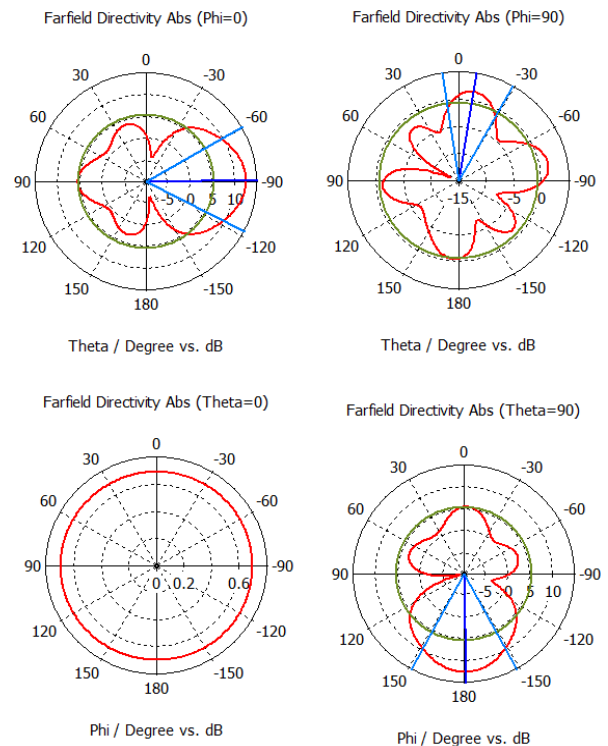 Farfield Directivity Abs (Phi=0)
0
30 -30
60 -60
90 -5 0 5 10 -90
120 -120
150 -150
180
Theta / Degree vs. dB
Farfield Directivity Abs (Phi=90)
0
30 -30
60 -60
90 -15 -5 0 -90
120 -120
150 -150
180
Theta / Degree vs. dB
Farfield Directivity Abs (Theta=0)
0
30 -30
60 -60
90 0 0.2 0.6 -90
120 -120
150 -150
180
Phi / Degree vs. dB
Farfield Directivity Abs (Theta=90)
0
30 -30
60 -60
90 -5 0 5 10 -90
120 -120
150 -150
180
Phi / Degree vs. dB